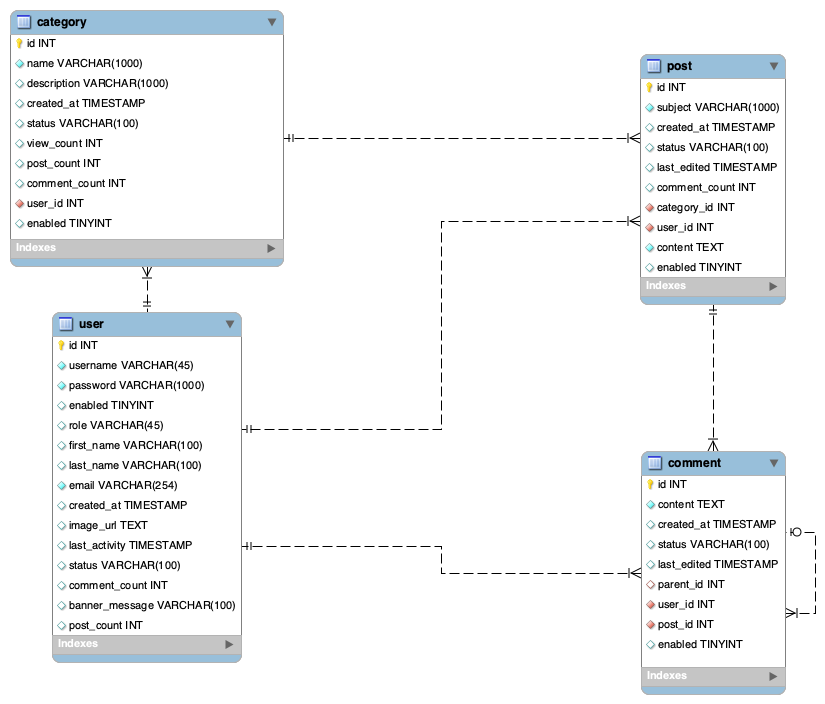 category
id INT
name VARCHAR(1000)
description VARCHAR(1000)
created_at TIMESTAMP
status VARCHAR(100)
view_count INT
post_count INT
comment_count INT
user_id INT
enabled TINYINT
Indexes
user
id INT
username VARCHAR(45)
password VARCHAR(1000)
enabled TINYINT
role VARCHAR(45)
first_name VARCHAR(100)
last_name VARCHAR(100)
email VARCHAR(254)
created_at TIMESTAMP
image_url TEXT
last_activity TIMESTAMP
status VARCHAR(100)
comment_count INT
banner_message VARCHAR(100)
post_count INT
Indexes
post
id INT
subject VARCHAR(1000)
created_at TIMESTAMP
status VARCHAR(100)
last_edited TIMESTAMP
comment_count INT
category_id INT
user_id INT
content TEXT
enabled TINYINT
Indexes
comment
id INT
content TEXT
created_at TIMESTAMP
status VARCHAR(100)
last_edited TIMESTAMP
parent_id INT
user_id INT
post_id INT
enabled TINYINT
Indexes